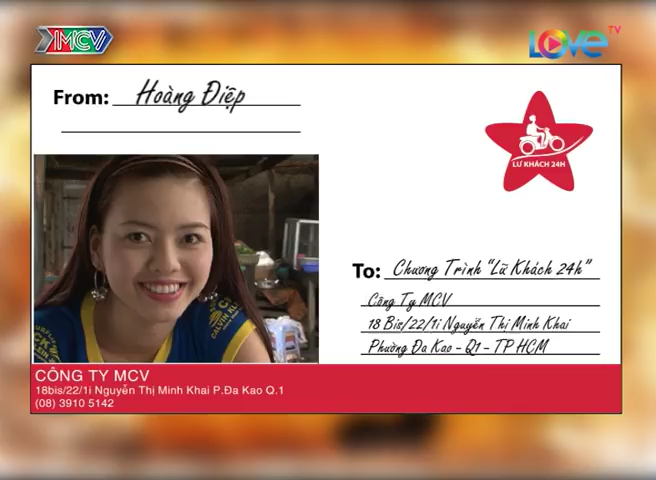 MCV
LOVE TV
From: Hoàng Điệp
LỮ KHÁCH 24H
To: Chương Trình "Lữ Khách 24h"
Công Ty MCV
18 Bis/22/1i Nguyễn Thị Minh Khai
Phường Đa Kao - Q1 - TP HCM
CÔNG TY MCV
18bis/22/1i Nguyễn Thị Minh Khai P.Đa Kao Q.1
(08) 3910 5142